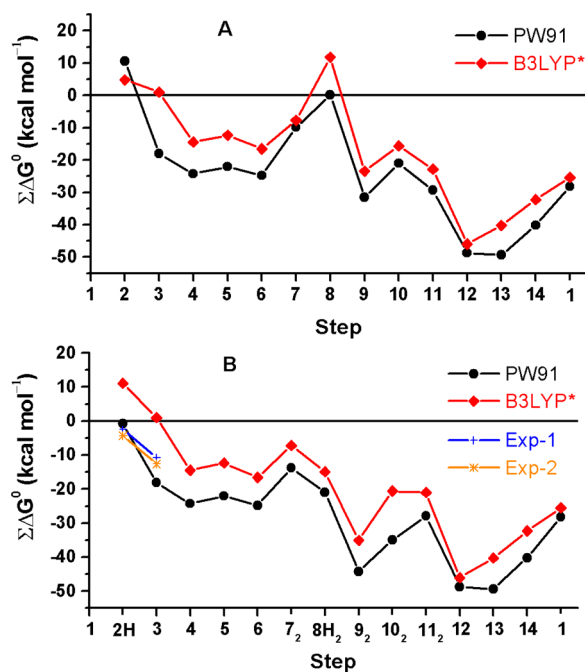 A
PW91
B3LYP*
20
10
0
-10
-20
-30
-40
-50
ΣΔG⁰ (kcal mol⁻¹)
1 2 3 4 5 6 7 8 9 10 11 12 13 14 1
Step
B
PW91
B3LYP*
Exp-1
Exp-2
20
10
0
-10
-20
-30
-40
-50
ΣΔG⁰ (kcal mol⁻¹)
1 2H 3 4 5 6 7₂ 8H₂ 9₂ 10₂ 11₂ 12 13 14 1
Step